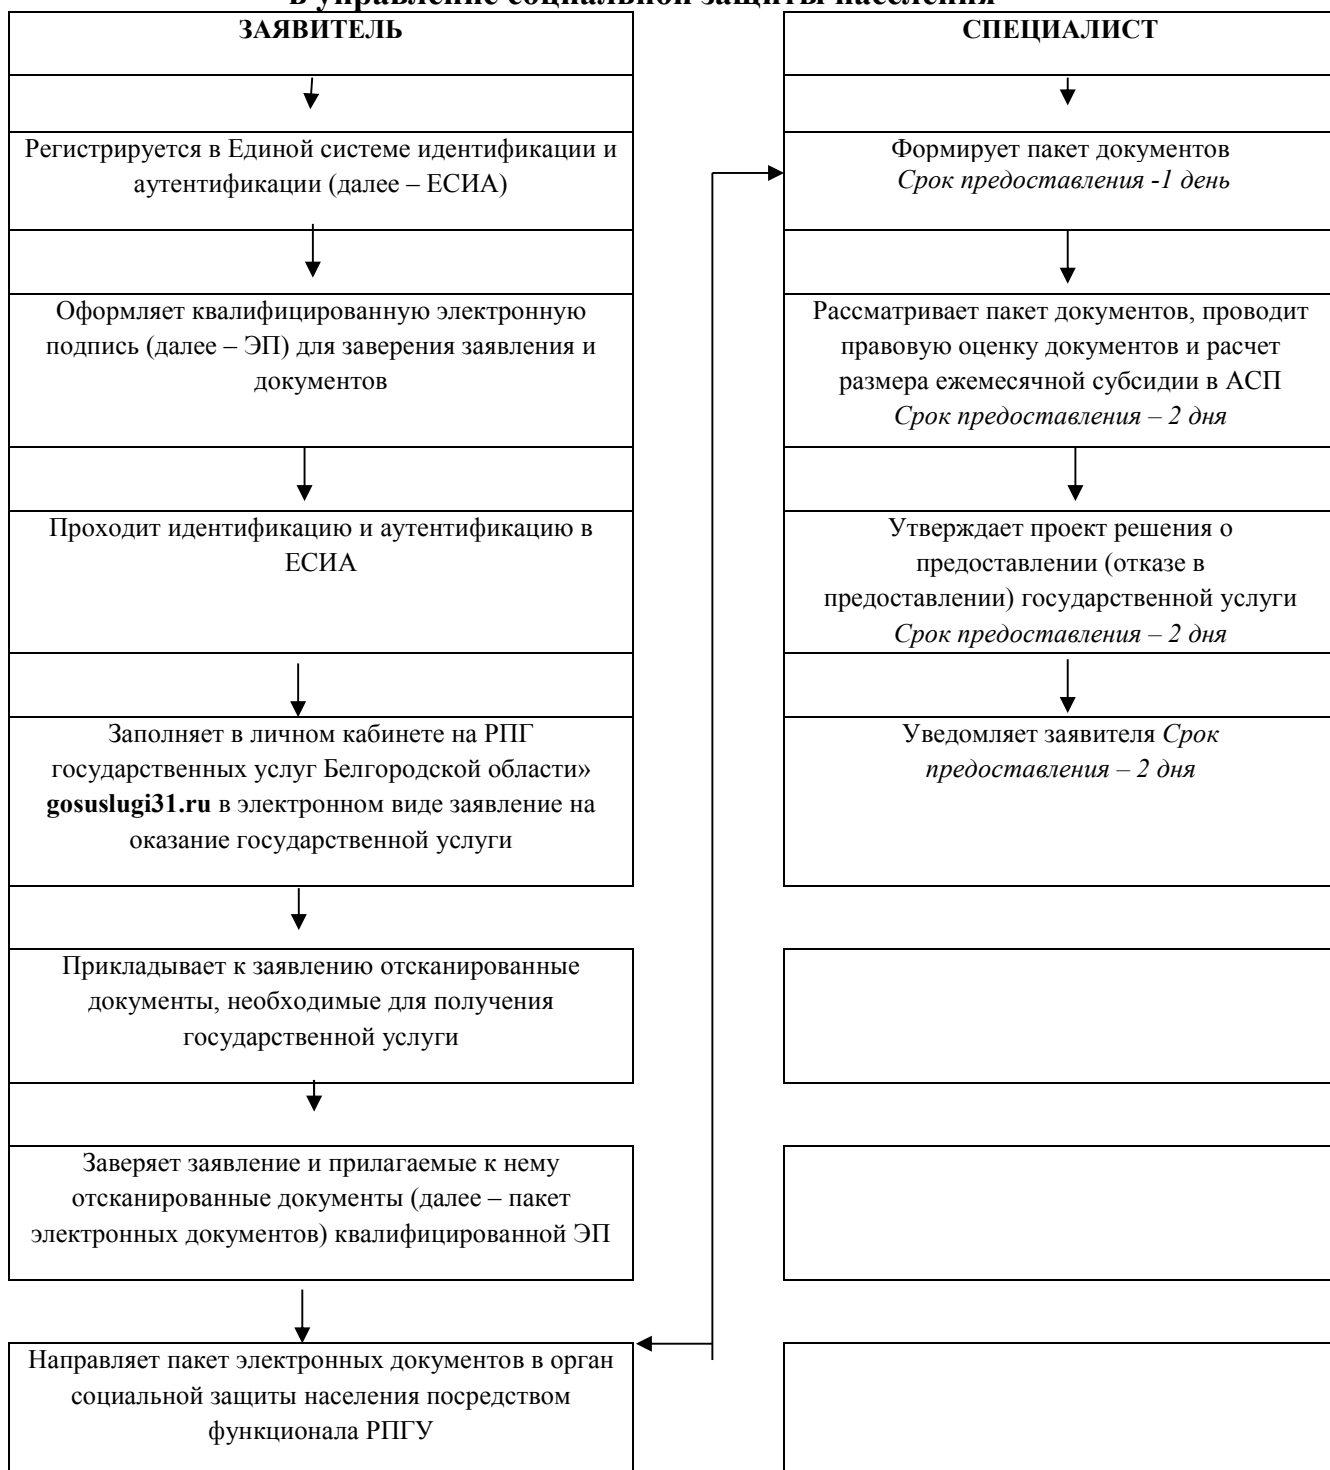 в управление социальной защиты населения
ЗАЯВИТЕЛЬ
Регистрируется в Единой системе идентификации и
аутентификации (далее – ЕСИА)
Оформляет квалифицированную электронную
подпись (далее – ЭП) для заверения заявления и
документов
Проходит идентификацию и аутентификацию в
ЕСИА
Заполняет в личном кабинете на РПГ
государственных услуг Белгородской области»
gosuslugi31.ru в электронном виде заявление на
оказание государственной услуги
Прикладывает к заявлению отсканированные
документы, необходимые для получения
государственной услуги
Заверяет заявление и прилагаемые к нему
отсканированные документы (далее – пакет
электронных документов) квалифицированной ЭП
Направляет пакет электронных документов в орган
социальной защиты населения посредством
функционала РПГУ
СПЕЦИАЛИСТ
Формирует пакет документов
Срок предоставления -1 день
Рассматривает пакет документов, проводит
правовую оценку документов и расчет
размера ежемесячной субсидии в АСП
Срок предоставления – 2 дня
Утверждает проект решения о
предоставлении (отказе в
предоставлении) государственной услуги
Срок предоставления – 2 дня
Уведомляет заявителя Срок
предоставления – 2 дня